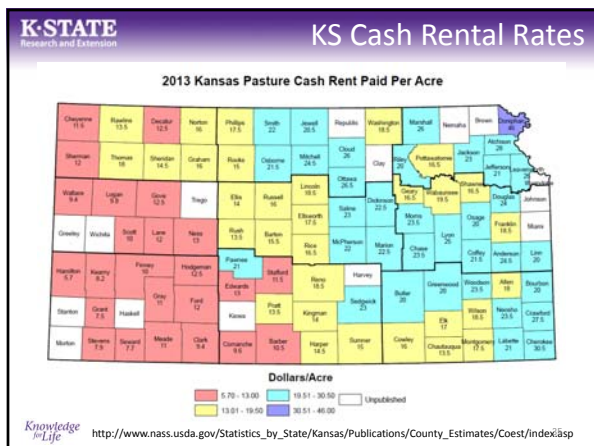 K·STATE
Research and Extension
KS Cash Rental Rates
2013 Kansas Pasture Cash Rent Paid Per Acre
Cheyenne Rawlins Decatur Norton Phillips Smith Jewell Republic Washington Marshall Nemaha Brown Doniphan
13.5 12.5 16 17.5 22 18.5 26
Atchison
Sherman Thomas Sheridan Graham Rooks Osborne Mitchell Cloud Clay Riley Pottawatomie Jackson Jefferson Leavenworth
12 18 14.5 16 15 21.5 24.5 26 23 21
Ottawa
26.5
Wallace Logan Gove Trego Ellis Russell Lincoln Saline Dickinson Geary Wabaunsee Shawnee Douglas Johnson
9.4 9.8 12.5 14 16 18.5 23 22.5 16.5 19.5 16.5 24
Ellsworth Morris Osage Franklin Miami
17.5 23.5 20 18.5
Greeley Wichita Scott Lane Ness Rush Barton Rice McPherson Marion Chase Lyon Coffey Anderson Linn
12 13 13.5 15.5 16.5 22 22.5 23.5 25 21.5 24.5 20
Hamilton Kearny Finney Hodgeman Pawnee Stafford Reno Harvey Butler Greenwood Woodson Allen Bourbon
5.7 8.2 10 12.5 21 11.5 18.5 20 23.5 18 20
Gray Ford Edwards Sedgwick
11 12 13 23
Stanton Grant Haskell Kiowa Pratt Kingman Elk Wilson Neosho Crawford
7.5 13.5 14 17 18.5 23.5 27.5
Morton Stevens Seward Meade Clark Comanche Barber Harper Sumner Cowley Chautauqua Montgomery Labette Cherokee
7.9 7.7 11 9.4 9.6 10.5 14.5 15 16 13.5 17.5 21 30.5
Dollars/Acre
5.70 - 13.00 19.51 - 30.50 Unpublished
13.01 - 19.50 30.51 - 46.00
Knowledge
for Life
http://www.nass.usda.gov/Statistics_by_State/Kansas/Publications/County_Estimates/Coest/index.asp